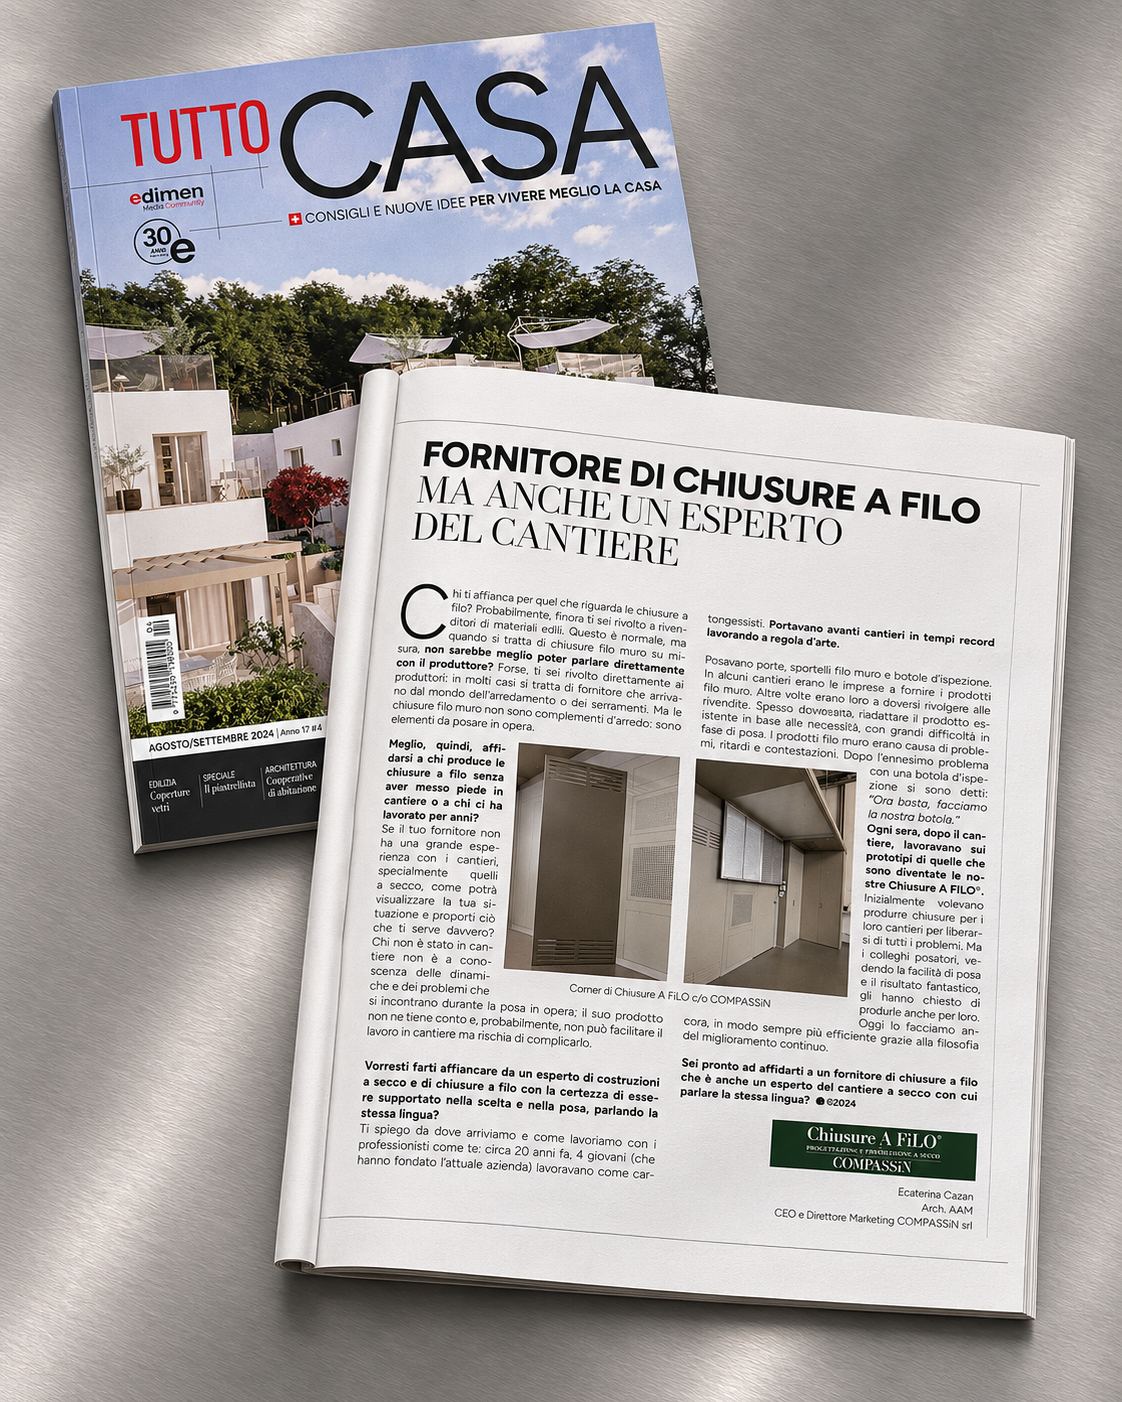 TUTTO CASA
edimen
Media Community
30 e
ANNI
CONSIGLI E NUOVE IDEE PER VIVERE MEGLIO LA CASA
04
AGOSTO/SETTEMBRE 2024 | Anno 17 #4
EDILIZIA
Coperture
vetri
SPECIALE
Il piastrellista
ARCHITETTURA
Cooperative
di abitazione
FORNITORE DI CHIUSURE A FILO
MA ANCHE UN ESPERTO
DEL CANTIERE
Chi ti affianca per quel che riguarda le chiusure a
filo? Probabilmente, finora ti sei rivolto a riven-
ditori di materiali edili. Questo è normale, ma
quando si tratta di chiusure filo muro su mi-
sura, non sarebbe meglio poter parlare direttamente
con il produttore? Forse, ti sei rivolto direttamente ai
produttori: in molti casi si tratta di fornitore che arriva-
no dal mondo dell'arredamento o dei serramenti. Ma le
chiusure filo muro non sono complementi d'arredo: sono
elementi da posare in opera.
Meglio, quindi, affi-
darsi a chi produce le
chiusure a filo senza
aver messo piede in
cantiere o a chi ci ha
lavorato per anni?
Se il tuo fornitore non
ha una grande espe-
rienza con i cantieri,
specialmente quelli
a secco, come potrà
visualizzare la tua si-
tuazione e proporti ciò
che ti serve davvero?
Chi non è stato in can-
tiere non è a cono-
scenza delle dinami-
che e dei problemi che
si incontrano durante la posa in opera; il suo prodotto
non ne tiene conto e, probabilmente, non può facilitare il
lavoro in cantiere ma rischia di complicarlo.
Vorresti farti affiancare da un esperto di costruzioni
a secco e di chiusure a filo con la certezza di esse-
re supportato nella scelta e nella posa, parlando la
stessa lingua?
Ti spiego da dove arriviamo e come lavoriamo con i
professionisti come te: circa 20 anni fa, 4 giovani (che
hanno fondato l'attuale azienda) lavoravano come car-
tongessisti. Portavano avanti cantieri in tempi record
lavorando a regola d'arte.
Posavano porte, sportelli filo muro e botole d'ispezione.
In alcuni cantieri erano le imprese a fornire i prodotti
filo muro. Altre volte erano loro a doversi rivolgere alle
rivendite. Spesso riadattare il prodotto es-
istente in base alle necessità, con grandi difficoltà in
fase di posa. I prodotti filo muro erano causa di proble-
mi, ritardi e contestazioni. Dopo l'ennesimo problema
con una botola d'ispe-
zione si sono detti:
"Ora basta, facciamo
la nostra botola."
Ogni sera, dopo il can-
tiere, lavoravano sui
prototipi di quelle che
sono diventate le no-
stre Chiusure A FILO®.
Inizialmente volevano
produrre chiusure per i
loro cantieri per liberar-
si di tutti i problemi. Ma
i colleghi posatori, ve-
dendo la facilità di posa
e il risultato fantastico,
gli hanno chiesto di
produrle anche per loro.
Oggi lo facciamo an-
cora, in modo sempre più efficiente grazie alla filosofia
del miglioramento continuo.
Sei pronto ad affidarti a un fornitore di chiusure a filo
che è anche un esperto del cantiere a secco con cui
parlare la stessa lingua? ©2024
Corner di Chiusure A FiLO c/o COMPASSiN
Chiusure A FiLO®
COMPASSiN
Ecaterina Cazan
Arch. AAM
CEO e Direttore Marketing COMPASSiN srl